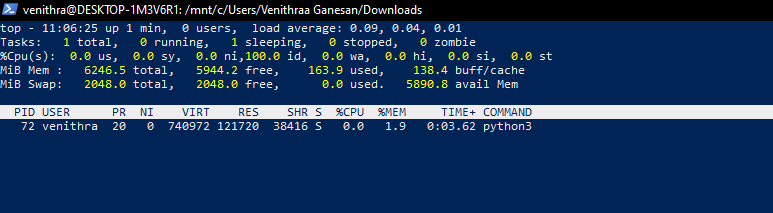 venithra@DESKTOP-1M3V6R1: /mnt/c/Users/Venithraa Ganesan/Downloads
top - 11:06:25 up 1 min,  0 users,  load average: 0.09, 0.04, 0.01
Tasks:   1 total,   0 running,   1 sleeping,   0 stopped,   0 zombie
%Cpu(s):  0.0 us,  0.0 sy,  0.0 ni,100.0 id,  0.0 wa,  0.0 hi,  0.0 si,  0.0 st
MiB Mem :   6246.5 total,   5944.2 free,    163.9 used,    138.4 buff/cache
MiB Swap:   2048.0 total,   2048.0 free,      0.0 used.   5890.8 avail Mem
PID USER      PR  NI    VIRT    RES    SHR S  %CPU  %MEM     TIME+ COMMAND
72 venithra  20   0  740972 121720  38416 S   0.0   1.9   0:03.62 python3